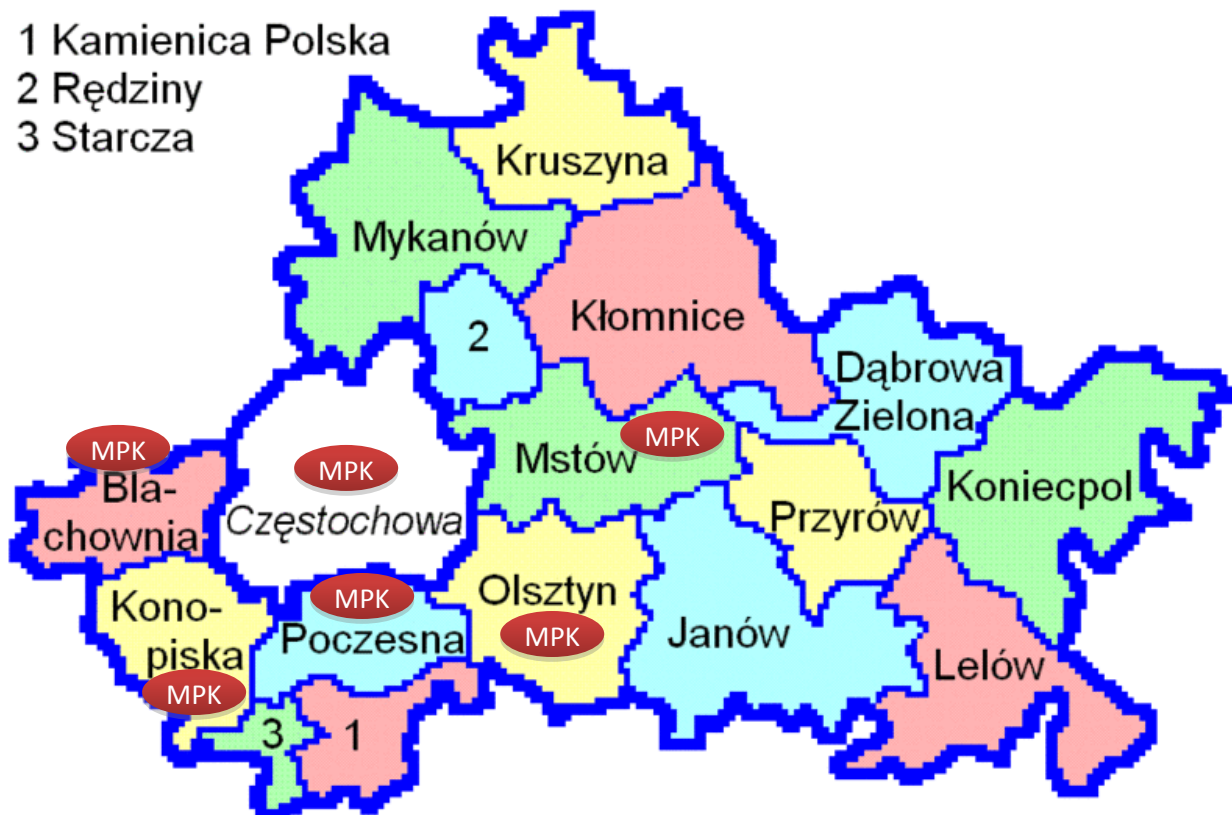 1 Kamienica Polska
2 Rędziny
3 Starcza
Kruszyna
Mykanów
Kłomnice
2
Dąbrowa
Zielona
MPK
MPK
MPK
Mstów
Bla-
chownia
Częstochowa
Koniecpol
Przyrów
MPK
Olsztyn
Kono-
piska
Poczesna
MPK
Janów
Lelów
MPK
3
1